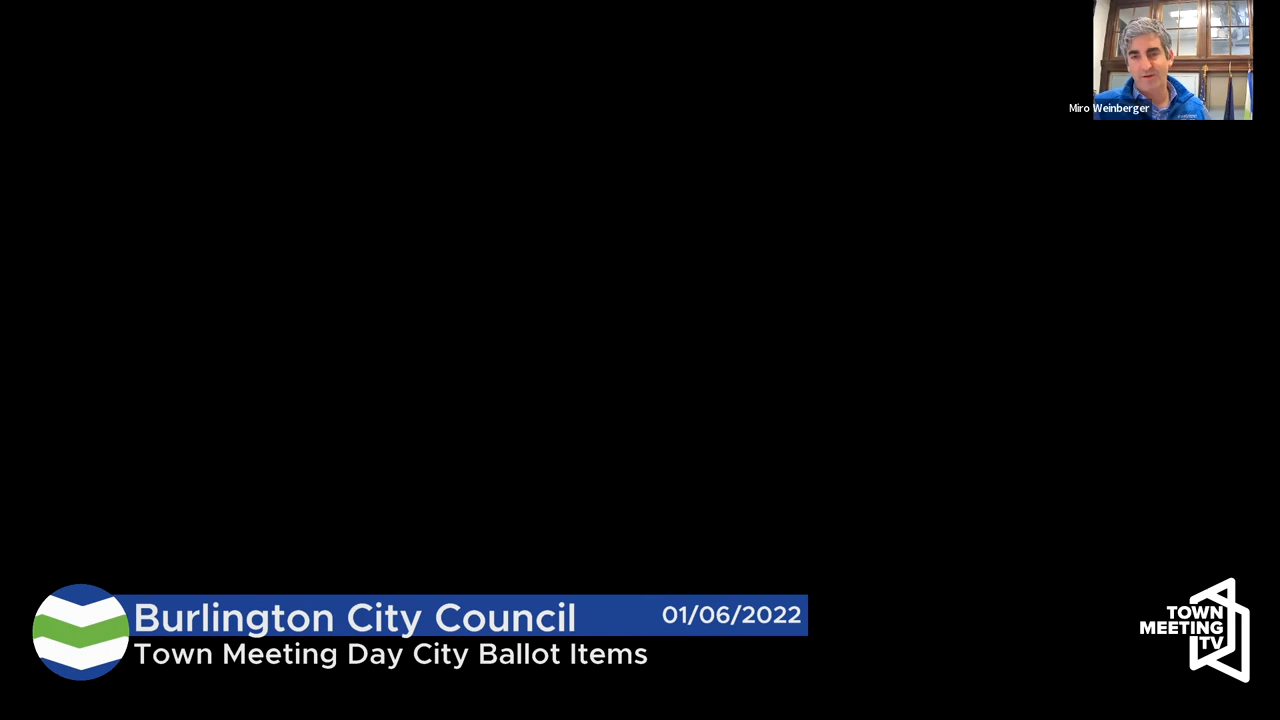 Miro Weinberger
Burlington City Council
01/06/2022
Town Meeting Day City Ballot Items
TOWN
MEETING
TV